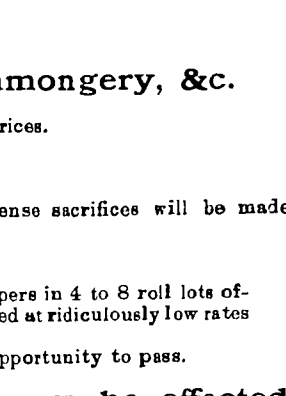 mongery, &c.
rices.
ense sacrifices will be made
pers in 4 to 8 roll lots of-
ed at ridiculously low rates
pportunity to pass.
be effected